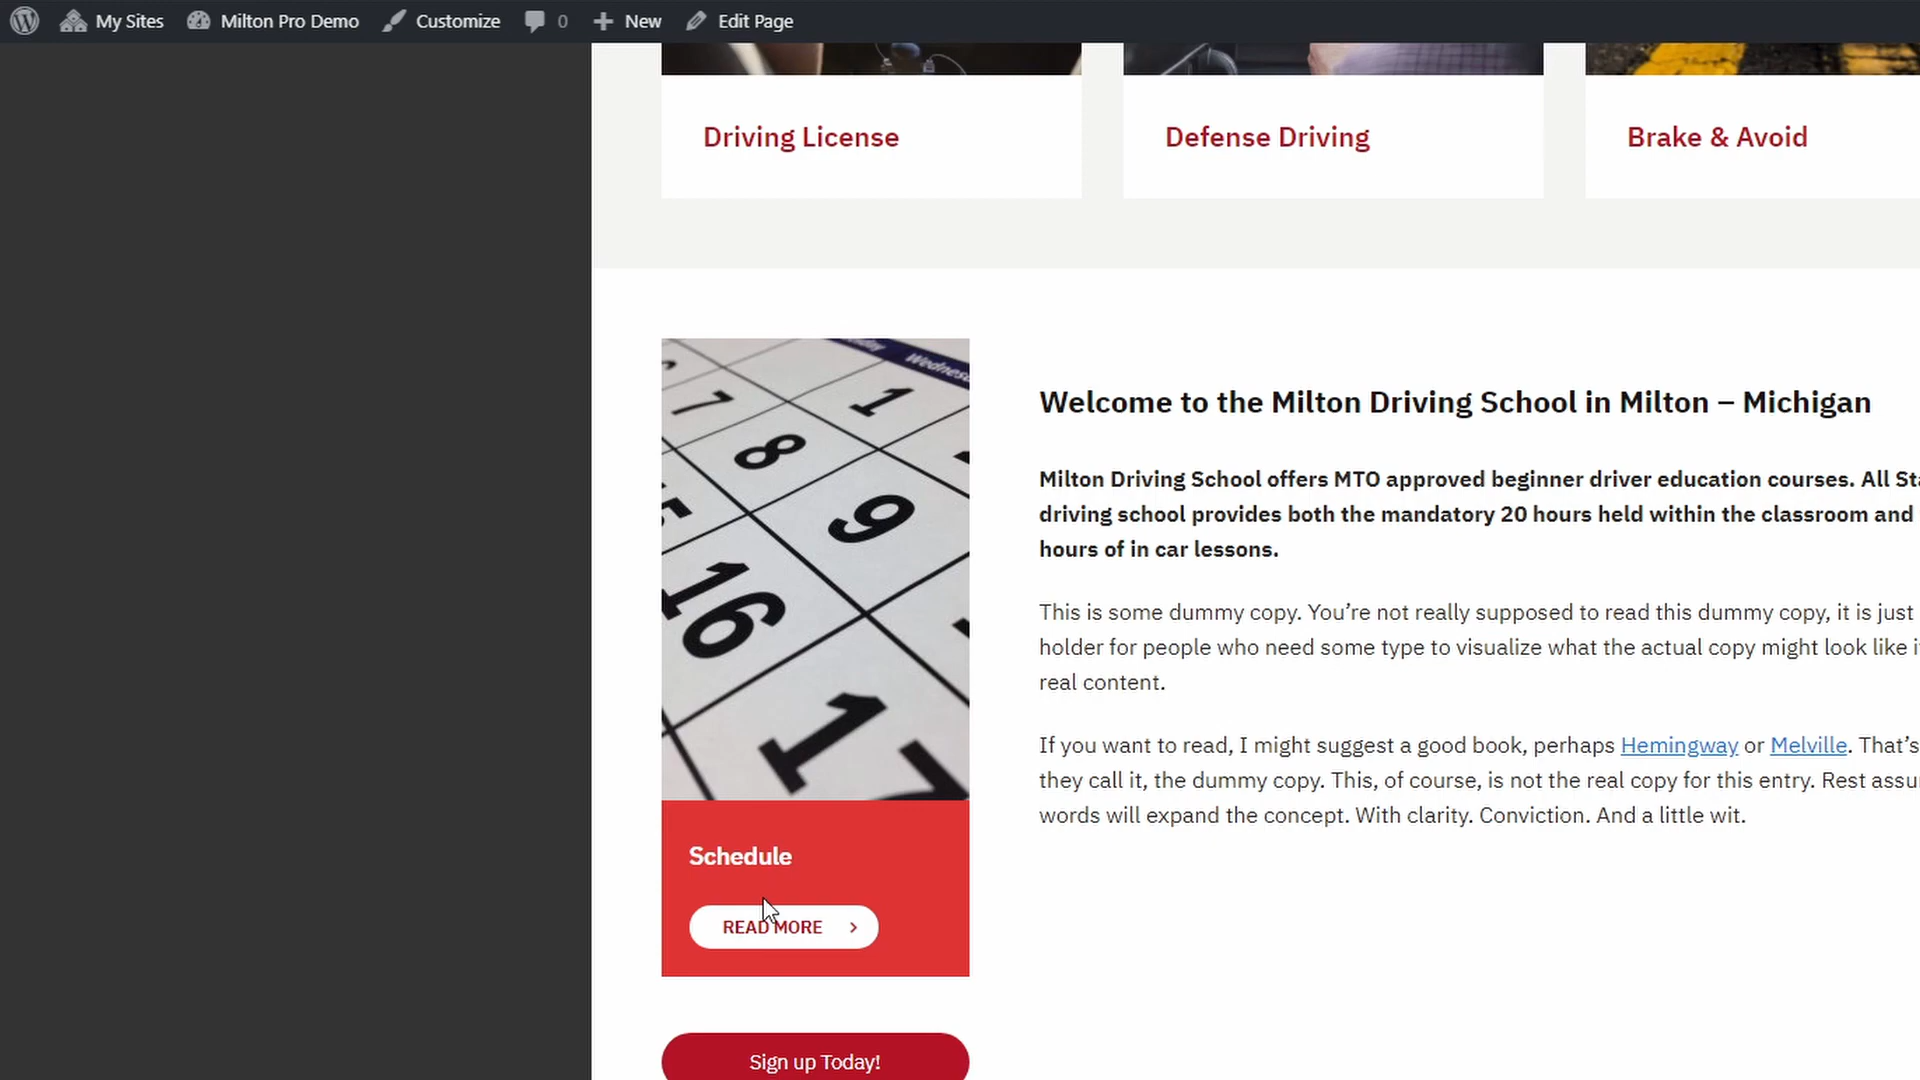 My Sites Milton Pro Demo Customize 0 New Edit Page
Driving License
Defense Driving
Brake & Avoid
7
1
8
9
16
17
Schedule
READ MORE
Sign up Today!
Welcome to the Milton Driving School in Milton – Michigan
Milton Driving School offers MTO approved beginner driver education courses. All
driving school provides both the mandatory 20 hours held within the classroom and
hours of in car lessons.
This is some dummy copy. You’re not really supposed to read this dummy copy, it is just
holder for people who need some type to visualize what the actual copy might look like
real content.
If you want to read, I might suggest a good book, perhaps Hemingway or Melville. That’s
they call it, the dummy copy. This, of course, is not the real copy for this entry. Rest
words will expand the concept. With clarity. Conviction. And a little wit.